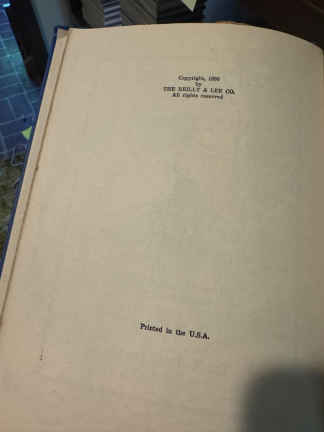 Copyright,
by
THE REILLY & LEE CO.
All rights reserved
Printed in the U.S.A.